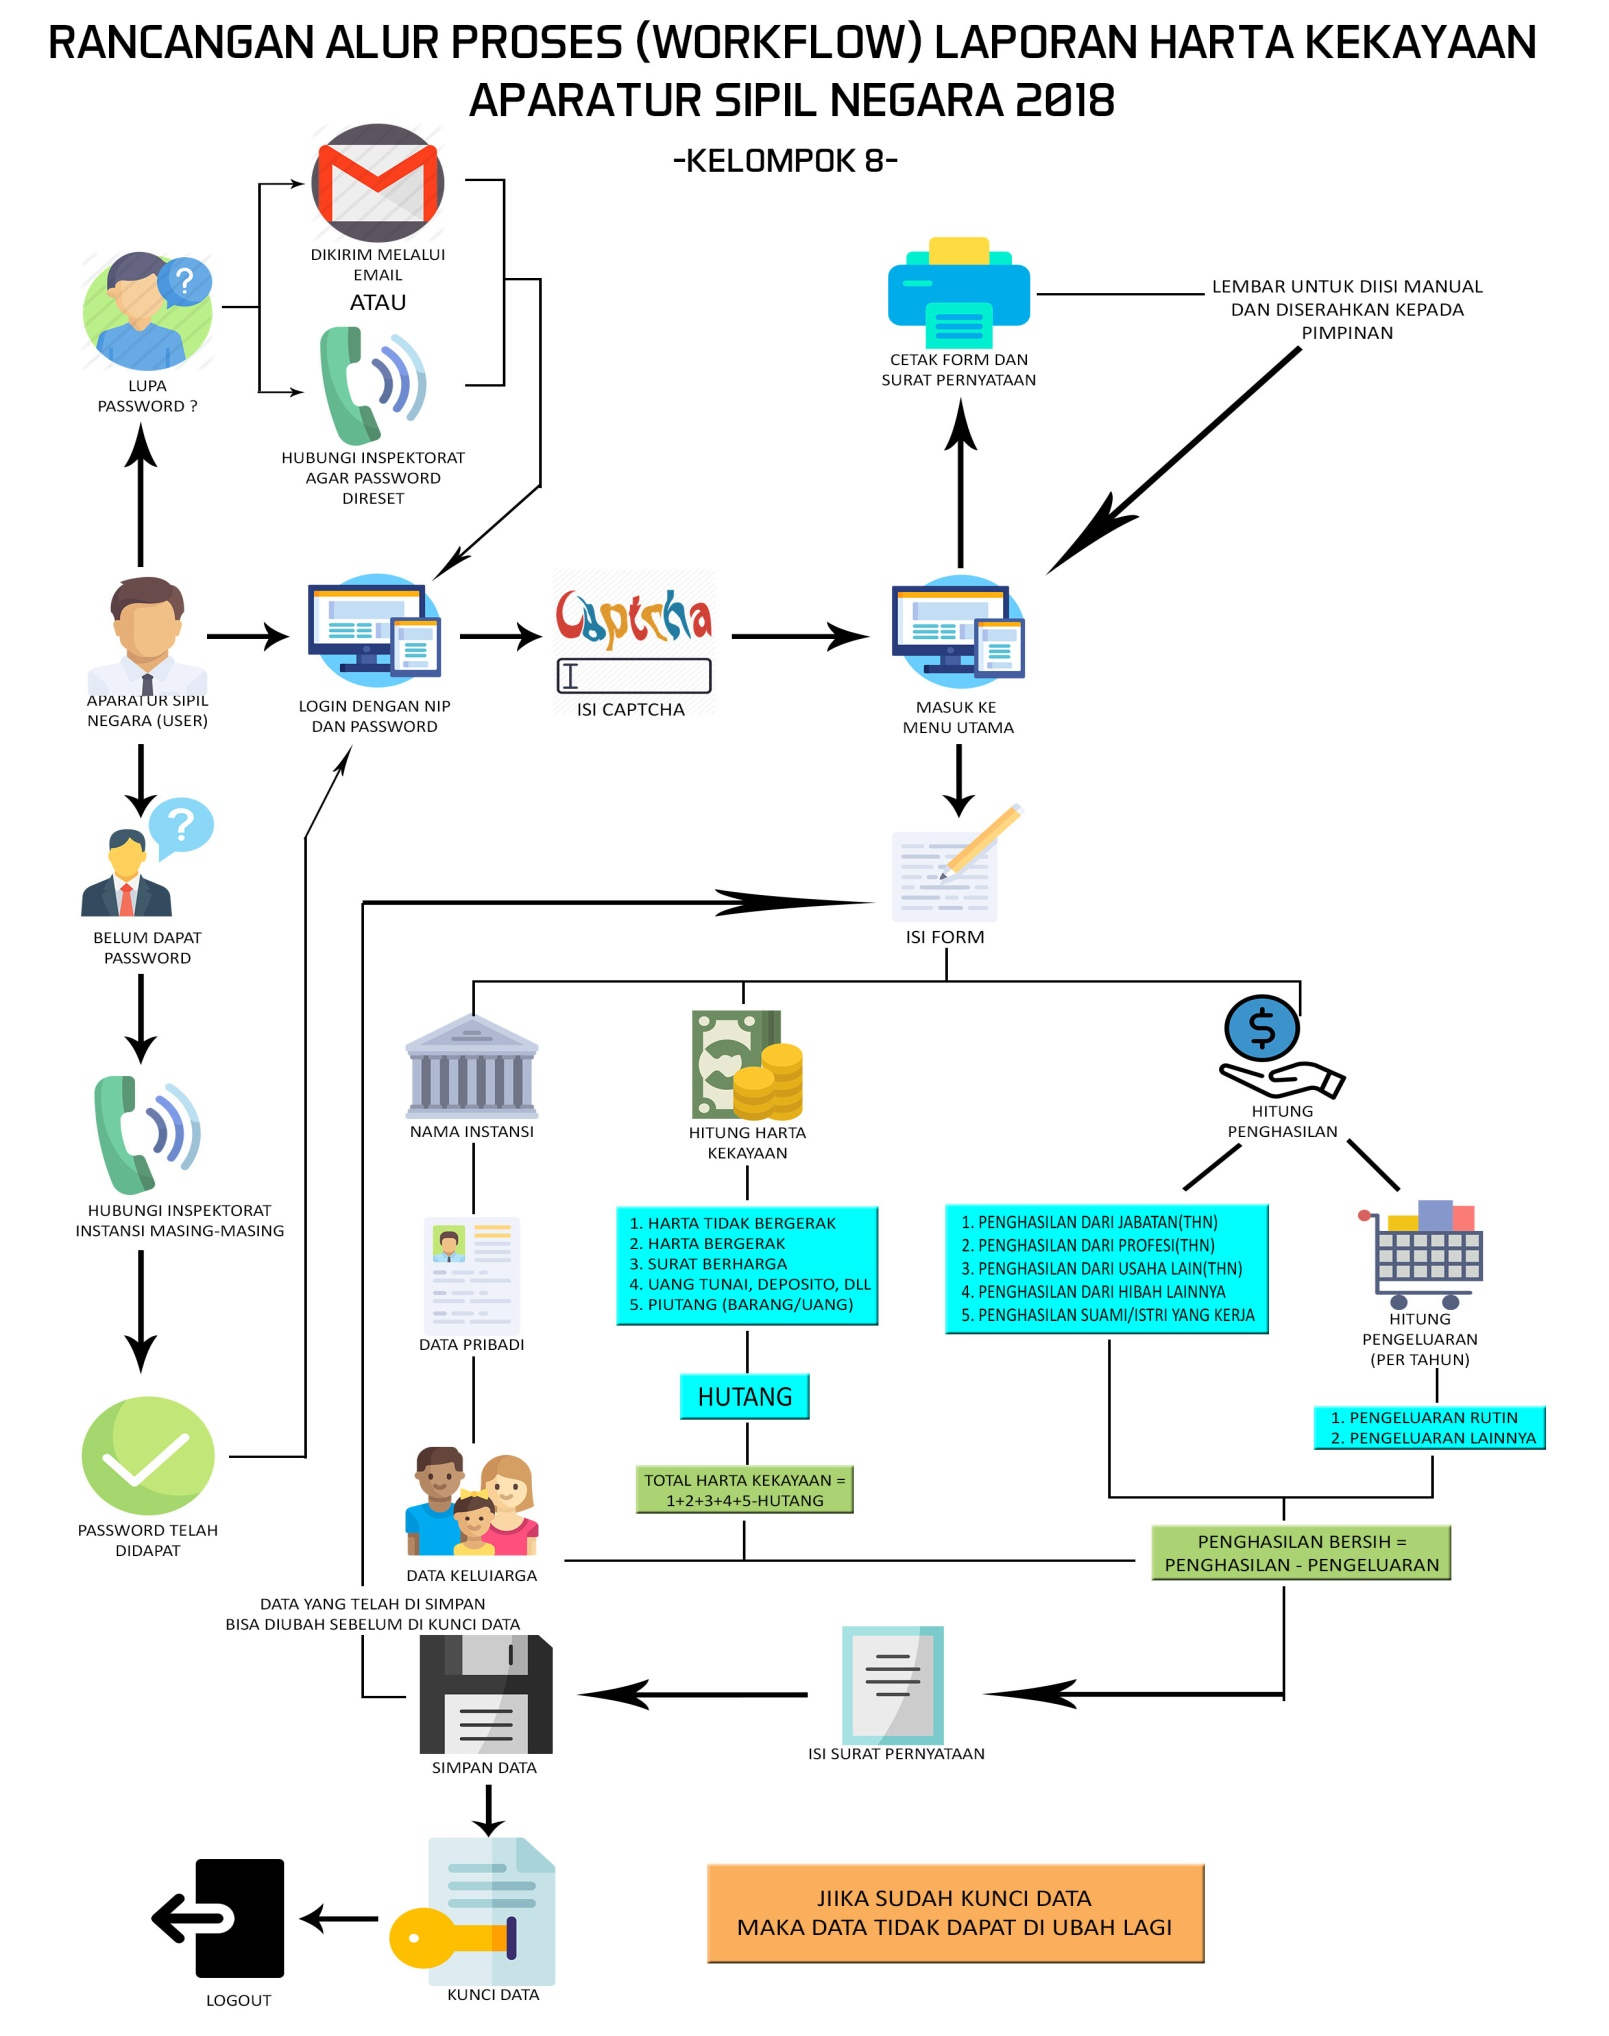 RANCANGAN ALUR PROSES (WORKFLOW) LAPORAN HARTA KEKAYAAN
APARATUR SIPIL NEGARA 2018
-KELOMPOK 8-
DIKIRIM MELALUI
EMAIL
ATAU
?
LUPA
PASSWORD ?
HUBUNGI INSPEKTORAT
AGAR PASSWORD
DIRESET
CETAK FORM DAN
SURAT PERNYATAAN
LEMBAR UNTUK DIISI MANUAL
DAN DISERAHKAN KEPADA
PIMPINAN
APARATUR SIPIL
NEGARA (USER)
LOGIN DENGAN NIP
DAN PASSWORD
Captcha
ISI CAPTCHA
MASUK KE
MENU UTAMA
?
BELUM DAPAT
PASSWORD
HUBUNGI INSPEKTORAT
INSTANSI MASING-MASING
PASSWORD TELAH
DIDAPAT
ISI FORM
NAMA INSTANSI
DATA PRIBADI
DATA KELUIARGA
HITUNG HARTA
KEKAYAAN
1. HARTA TIDAK BERGERAK
2. HARTA BERGERAK
3. SURAT BERHARGA
4. UANG TUNAI, DEPOSITO, DLL
5. PIUTANG (BARANG/UANG)
HUTANG
TOTAL HARTA KEKAYAAN =
1+2+3+4+5-HUTANG
$
HITUNG
PENGHASILAN
1. PENGHASILAN DARI JABATAN(THN)
2. PENGHASILAN DARI PROFESI(THN)
3. PENGHASILAN DARI USAHA LAIN(THN)
4. PENGHASILAN DARI HIBAH LAINNYA
5. PENGHASILAN SUAMI/ISTRI YANG KERJA
HITUNG
PENGELUARAN
(PER TAHUN)
1. PENGELUARAN RUTIN
2. PENGELUARAN LAINNYA
PENGHASILAN BERSIH =
PENGHASILAN - PENGELUARAN
DATA YANG TELAH DI SIMPAN
BISA DIUBAH SEBELUM DI KUNCI DATA
SIMPAN DATA
ISI SURAT PERNYATAAN
KUNCI DATA
LOGOUT
JIIKA SUDAH KUNCI DATA
MAKA DATA TIDAK DAPAT DI UBAH LAGI